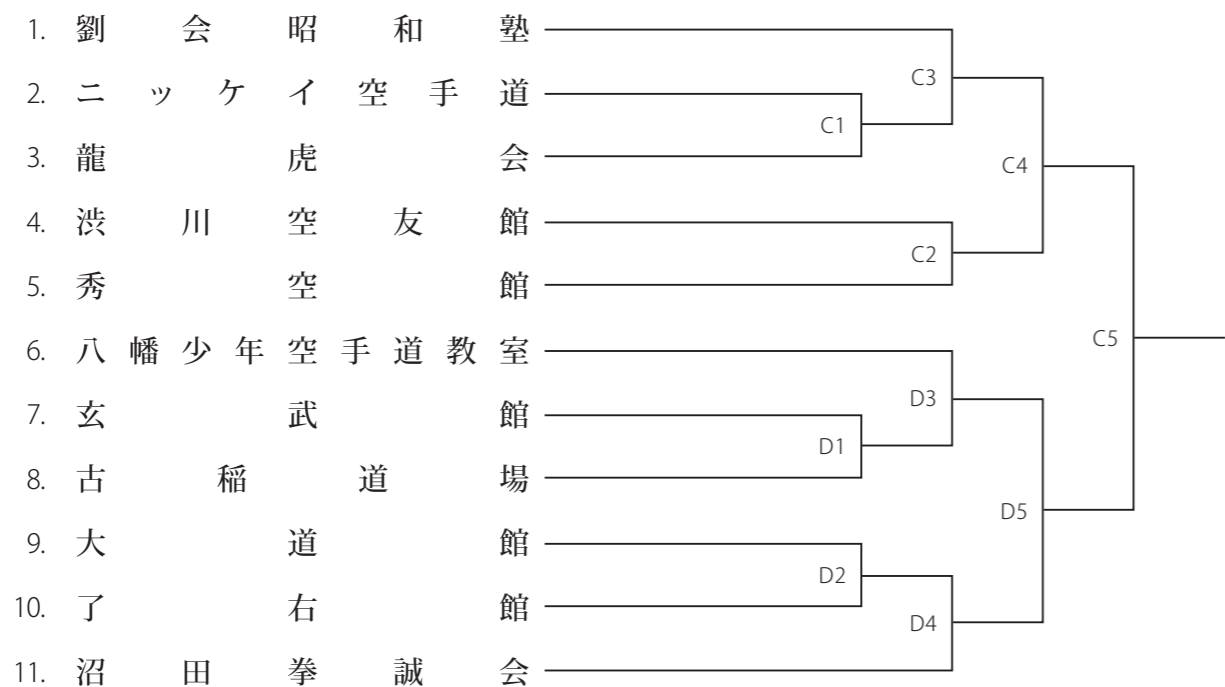 1. 劉会昭和塾
C3
2. ニッケイ空手道
C1
3. 龍虎会
C4
4. 渋川空友館
C2
5. 秀空館
C5
6. 八幡少年空手道教室
D3
7. 玄武館
D1
8. 古稲道場
D5
9. 大道館
D2
10. 了右館
D4
11. 沼田拳誠会